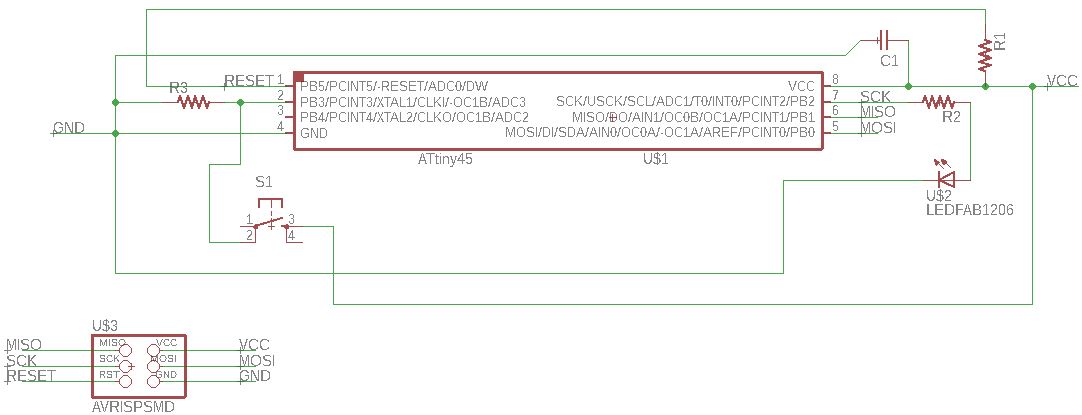 R1
C1
VCC
R3
RESET
1
PB5/PCINT5/-RESET/ADC0/DW
VCC
8
2
PB3/PCINT3/XTAL1/CLKI/-OC1B/ADC3
SCK/USCK/SCL/ADC1/T0/INT0/PCINT2/PB2
7
SCK
R2
3
PB4/PCINT4/XTAL2/CLKO/OC1B/ADC2
MISO/DO/AIN1/OC0B/OC1A/PCINT1/PB1
6
MISO
GND
4
GND
MOSI/DI/SDA/AIN0/OC0A/-OC1A/AREF/PCINT0/PB0
5
MOSI
ATtiny45
U$1
S1
1
3
2
4
U$2
LEDFAB1206
U$3
MISO
MISO
VCC
VCC
SCK
SCK
MOSI
MOSI
RESET
RST
GND
GND
AVRISPSMD